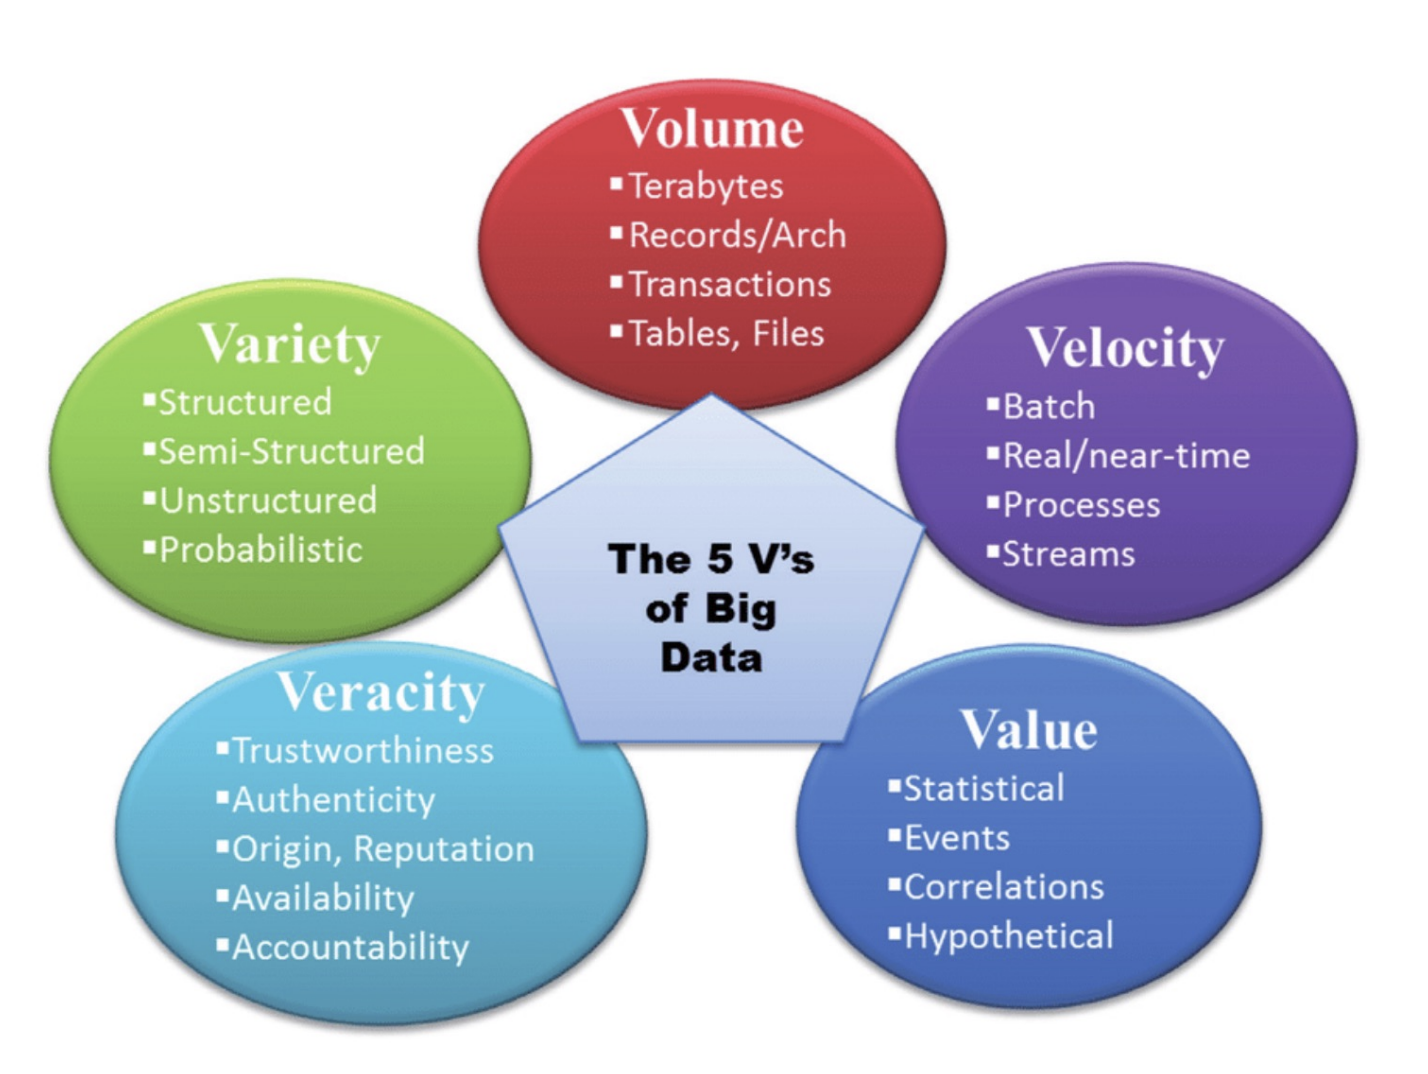 Volume
▪Terabytes
▪Records/Arch
▪Transactions
▪Tables, Files
Variety
▪Structured
▪Semi-Structured
▪Unstructured
▪Probabilistic
Velocity
▪Batch
▪Real/near-time
▪Processes
▪Streams
The 5 V’s
of Big
Data
Veracity
▪Trustworthiness
▪Authenticity
▪Origin, Reputation
▪Availability
▪Accountability
Value
▪Statistical
▪Events
▪Correlations
▪Hypothetical